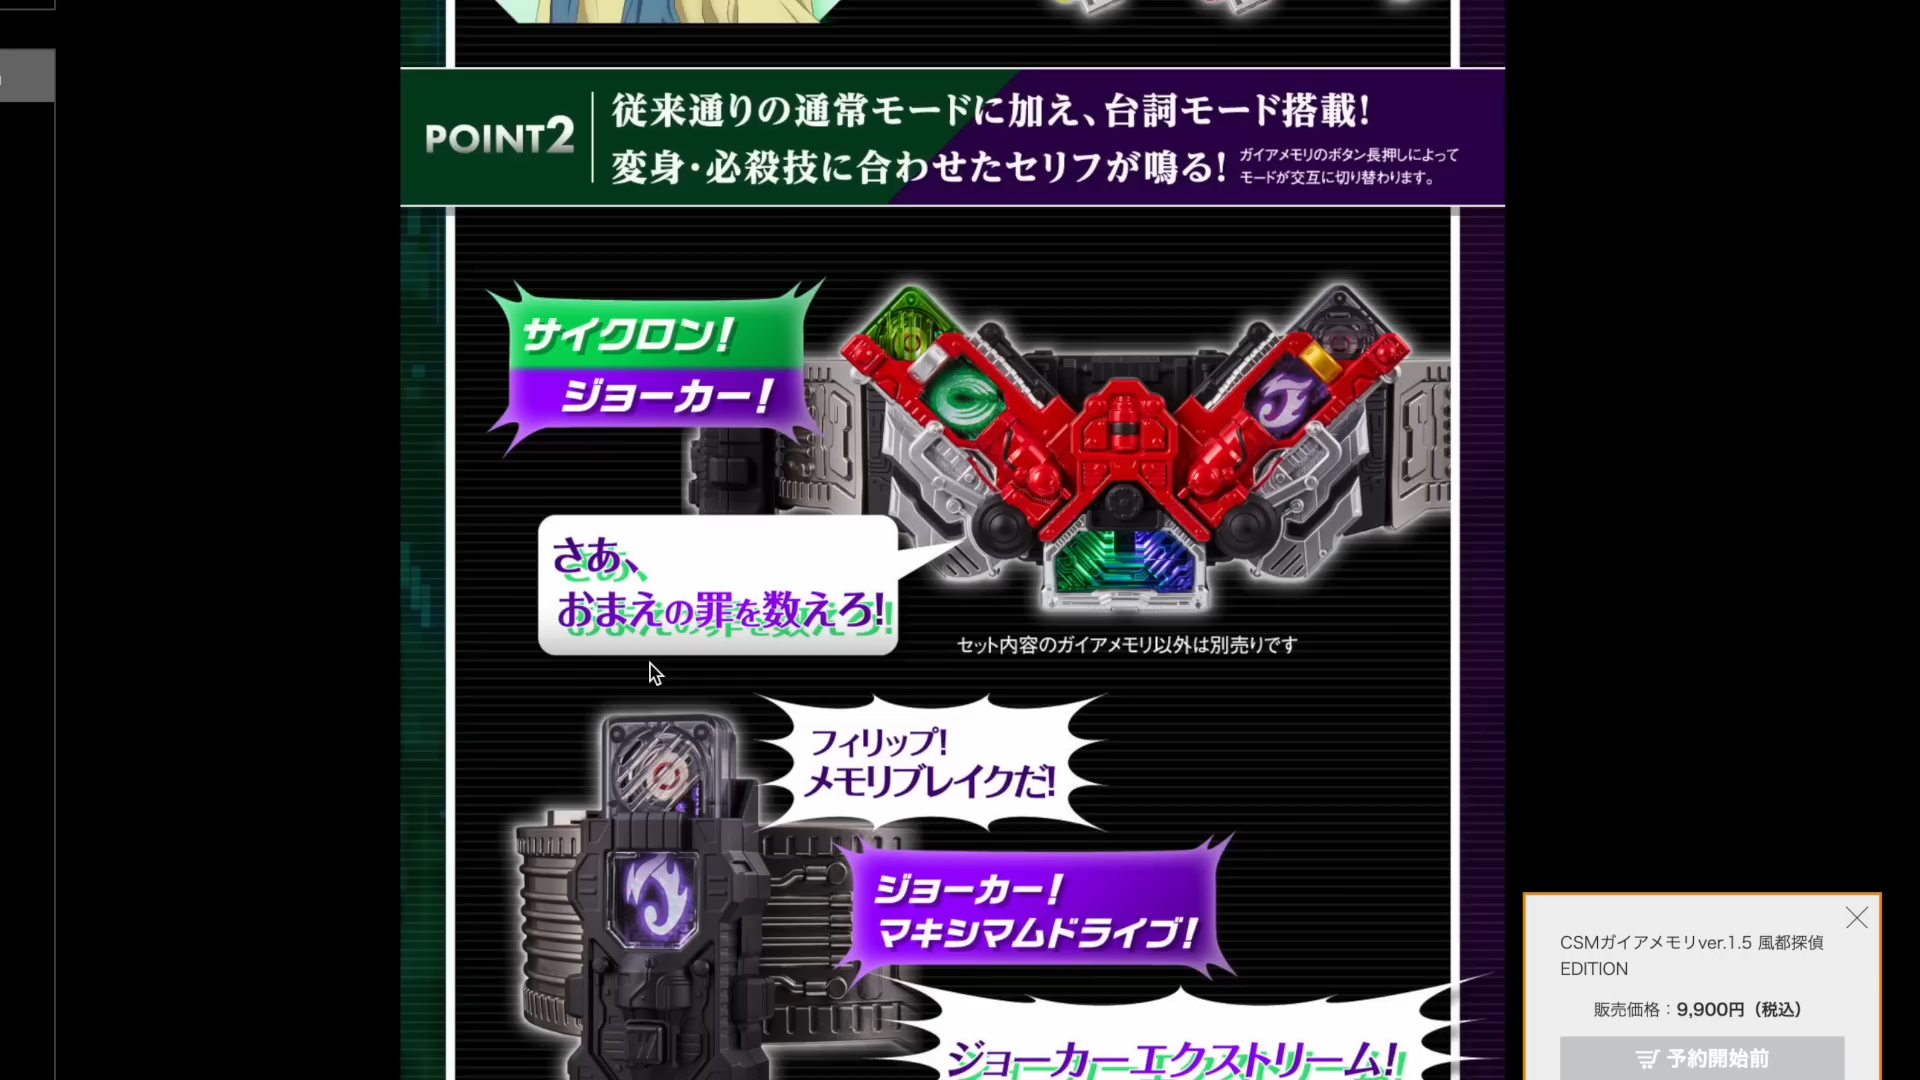 POINT2
従来通りの通常モードに加え、台詞モード搭載!
変身・必殺技に合わせたセリフが鳴る!
ガイアメモリのボタン長押しによって
モードが交互に切り替わります。
サイクロン!
ジョーカー!
さあ、
おまえの罪を数えろ!
セット内容のガイアメモリ以外は別売りです
フィリップ!
メモリブレイクだ!
ジョーカー!
マキシマムドライブ!
ジョーカーエクストリーム!
CSMガイアメモリver.1.5 風都探偵
EDITION
販売価格：9,900円（税込）
予約開始前